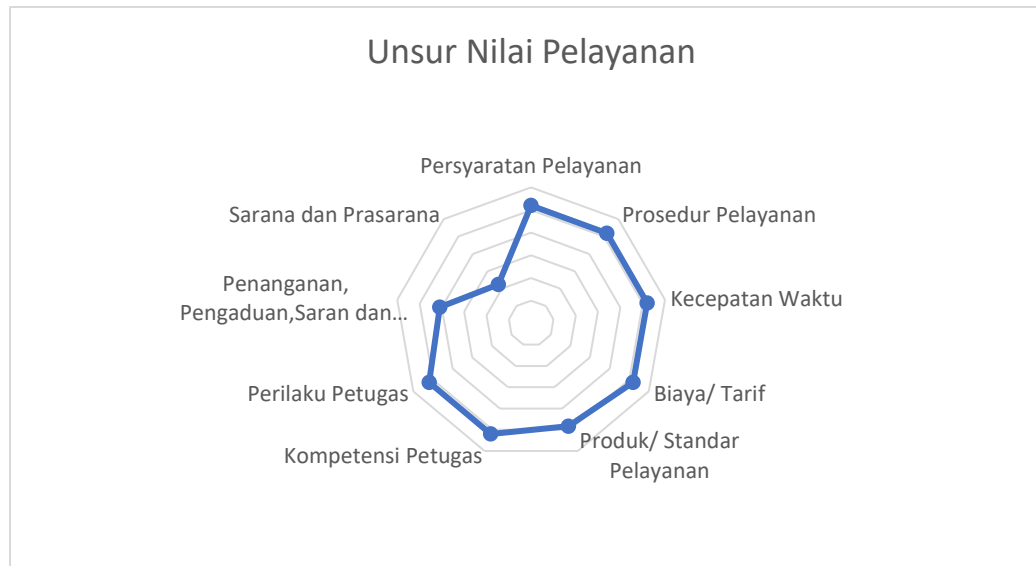 Unsur Nilai Pelayanan
Persyaratan Pelayanan
Prosedur Pelayanan
Kecepatan Waktu
Biaya/ Tarif
Produk/ Standar
Pelayanan
Kompetensi Petugas
Perilaku Petugas
Penanganan,
Pengaduan,Saran dan...
Sarana dan Prasarana